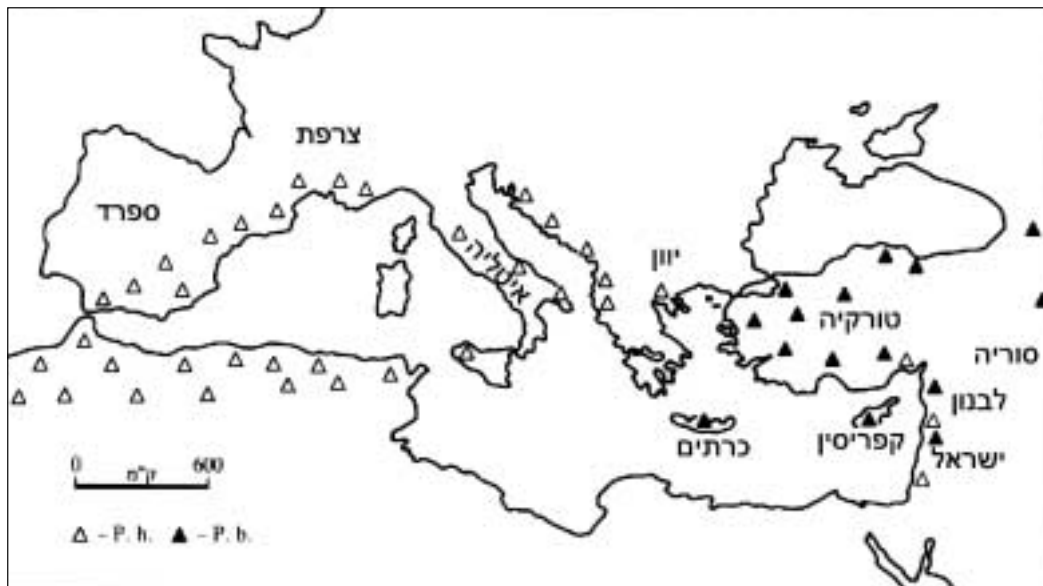 צרפת
ספרד
איטליה
יוון
טורקיה
סוריה
לבנון
קפריסין
ישראל
כרתים
0 600
ק"מ
△ – P. h. ▲ – P. b.